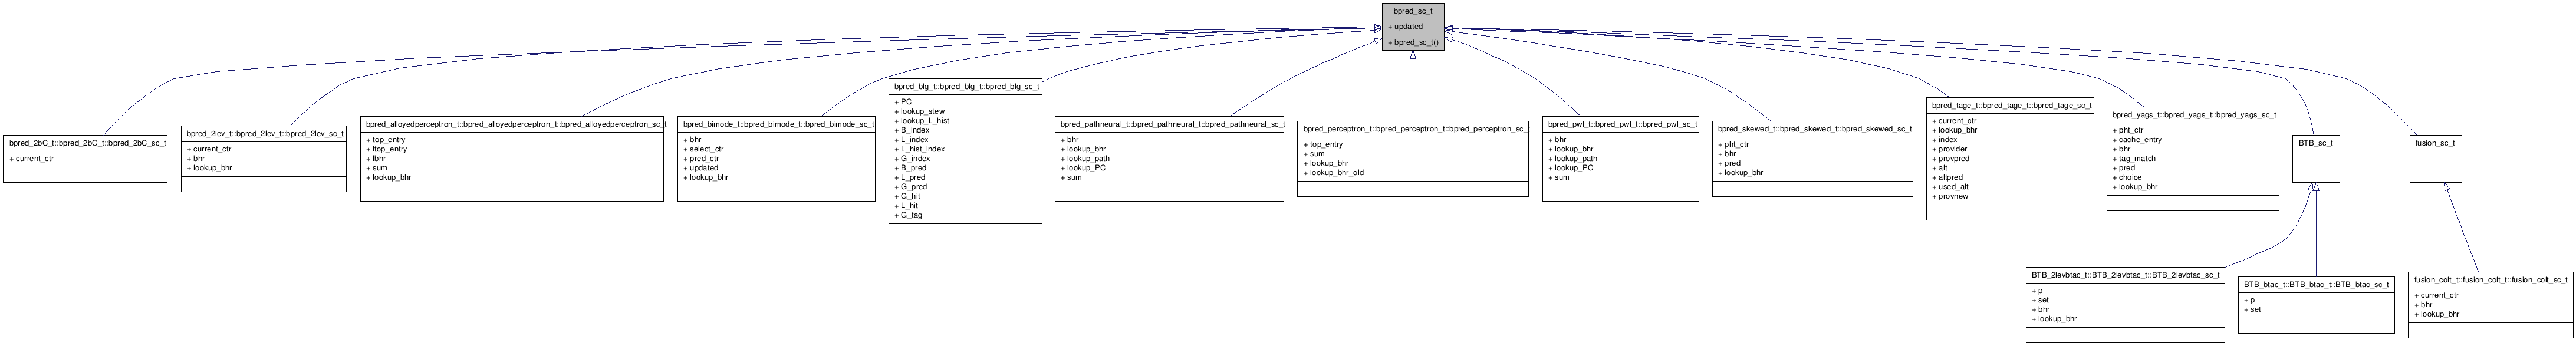 bpred_sc_t
+ updated
+ bpred_sc_t()
bpred_2bC_t::bpred_2bC_t::bpred_2bC_sc_t
+ current_ctr
bpred_2lev_t::bpred_2lev_t::bpred_2lev_sc_t
+ current_ctr
+ bhr
+ lookup_bhr
bpred_alloyedperceptron_t::bpred_alloyedperceptron_t::bpred_alloyedperceptron_sc_t
+ top_entry
+ ltop_entry
+ lbhr
+ sum
+ lookup_bhr
bpred_bimode_t::bpred_bimode_t::bpred_bimode_sc_t
+ bhr
+ select_ctr
+ pred_ctr
+ updated
+ lookup_bhr
bpred_blg_t::bpred_blg_t::bpred_blg_sc_t
+ PC
+ lookup_stew
+ lookup_L_hist
+ B_index
+ L_index
+ L_hist_index
+ G_index
+ B_pred
+ L_pred
+ G_pred
+ G_hit
+ L_hit
+ G_tag
bpred_pathneural_t::bpred_pathneural_t::bpred_pathneural_sc_t
+ bhr
+ lookup_bhr
+ lookup_path
+ lookup_PC
+ sum
bpred_perceptron_t::bpred_perceptron_t::bpred_perceptron_sc_t
+ top_entry
+ sum
+ lookup_bhr
+ lookup_bhr_old
bpred_pwl_t::bpred_pwl_t::bpred_pwl_sc_t
+ bhr
+ lookup_bhr
+ lookup_path
+ lookup_PC
+ sum
bpred_skewed_t::bpred_skewed_t::bpred_skewed_sc_t
+ pht_ctr
+ bhr
+ pred
+ lookup_bhr
bpred_tage_t::bpred_tage_t::bpred_tage_sc_t
+ current_ctr
+ lookup_bhr
+ index
+ provider
+ provpred
+ alt
+ altpred
+ used_alt
+ provnew
bpred_yags_t::bpred_yags_t::bpred_yags_sc_t
+ pht_ctr
+ cache_entry
+ bhr
+ tag_match
+ pred
+ choice
+ lookup_bhr
BTB_sc_t
fusion_sc_t
BTB_2levbtac_t::BTB_2levbtac_t::BTB_2levbtac_sc_t
+ p
+ set
+ bhr
+ lookup_bhr
BTB_btac_t::BTB_btac_t::BTB_btac_sc_t
+ p
+ set
fusion_colt_t::fusion_colt_t::fusion_colt_sc_t
+ current_ctr
+ bhr
+ lookup_bhr